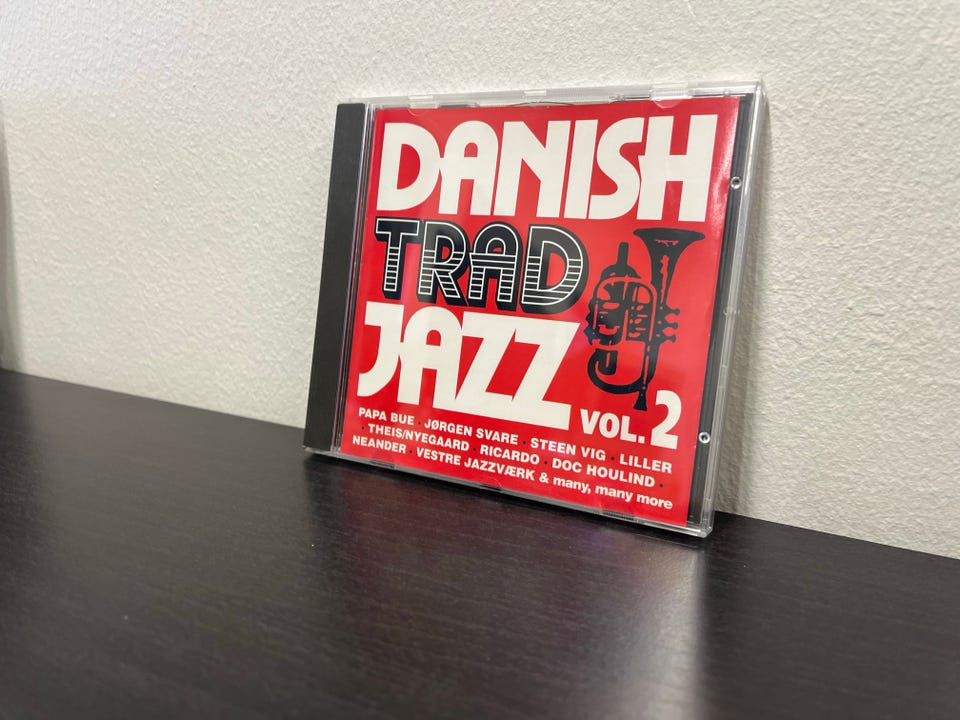 DANISH
TRAD
JAZZ
VOL.2
PAPA BUE · JØRGEN SVARE · STEEN VIG · LILLER
· THEIS/NYEGAARD · RICARDO · DOC HOULIND ·
NEANDER · VESTRE JAZZVÆRK & many, many more